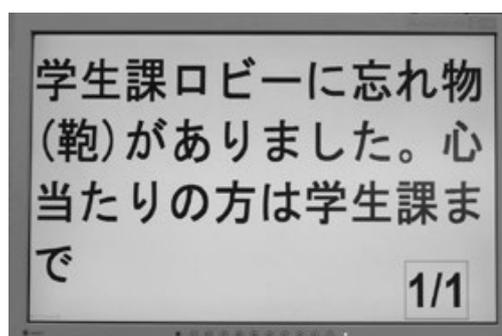 学生課ロビーに忘れ物
(鞄)がありました。心
当たりの方は学生課ま
で
1/1